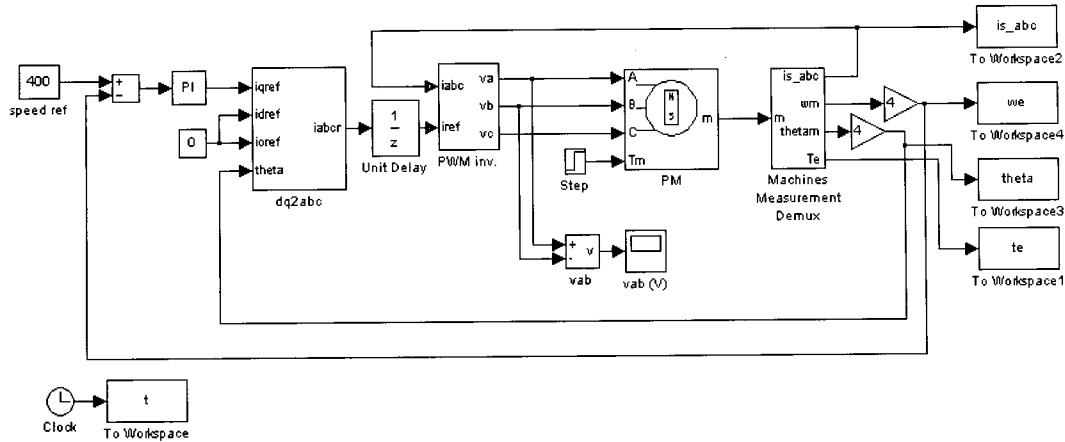 is_abc
To Workspace2
400
speed ref
+
-
PI
0
iqref
idref
ioref
theta
iabcr
dq2abc
1
z
Unit Delay
iabc
iref
va
vb
vc
PWM inv.
Step
A
B
C
Tm
N
S
m
PM
m
is_abc
wm
thetam
Te
Machines
Measurement
Demux
4
4
we
To Workspace4
theta
To Workspace3
te
To Workspace1
+
-
v
vab
vab (V)
Clock
t
To Workspace